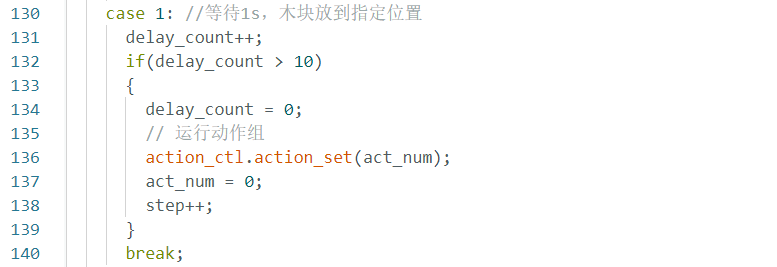 130 case 1: //等待1s，木块放到指定位置
131 delay_count++;
132 if(delay_count > 10)
133 {
134 delay_count = 0;
135 // 运行动作组
136 action_ctl.action_set(act_num);
137 act_num = 0;
138 step++;
139 }
140 break;